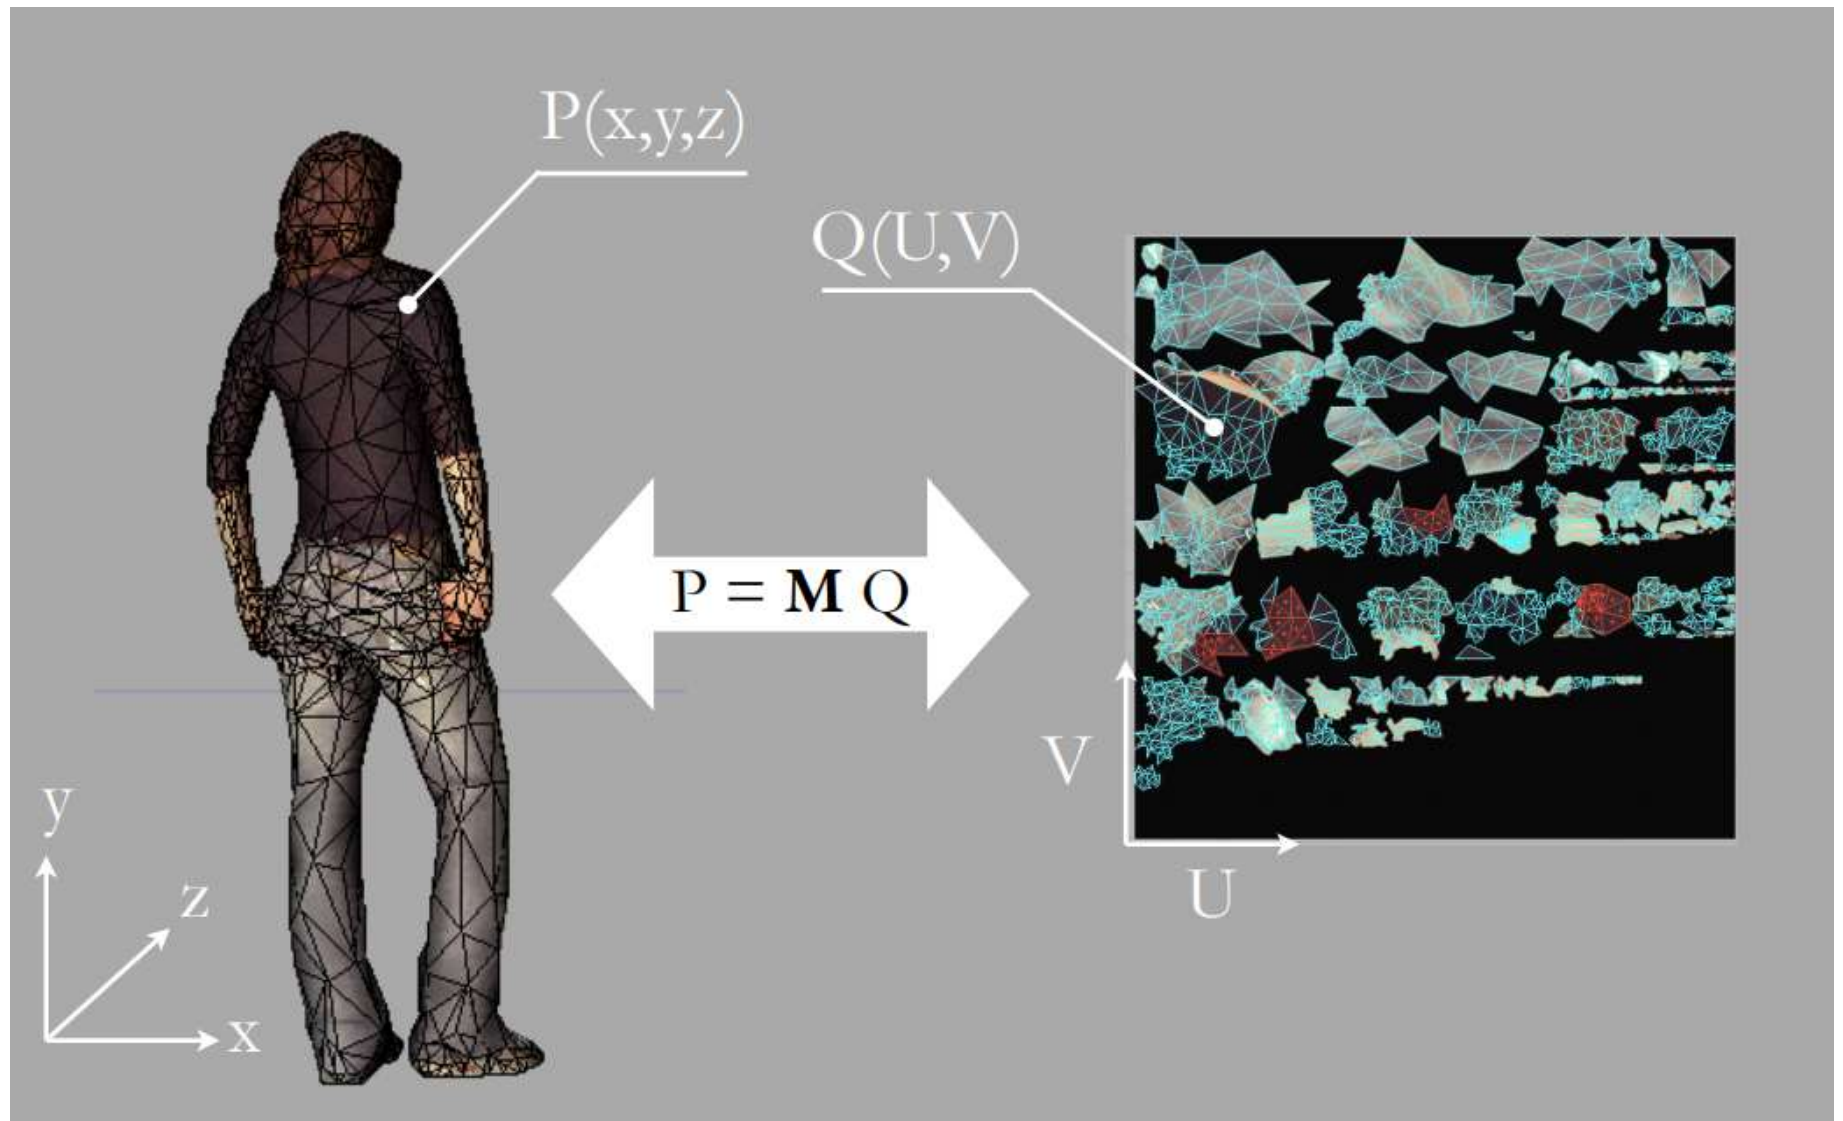 P(x,y,z)
Q(U,V)
P = M Q
V
U
y
z
x